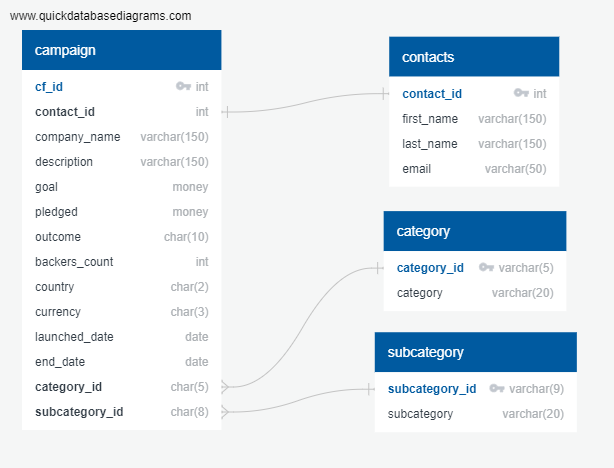 www.quickdatabasediagrams.com
campaign
cf_id int
contact_id int
company_name varchar(150)
description varchar(150)
goal money
pledged money
outcome char(10)
backers_count int
country char(2)
currency char(3)
launched_date date
end_date date
category_id char(5)
subcategory_id char(8)
contacts
contact_id int
first_name varchar(150)
last_name varchar(150)
email varchar(50)
category
category_id varchar(5)
category varchar(20)
subcategory
subcategory_id varchar(9)
subcategory varchar(20)